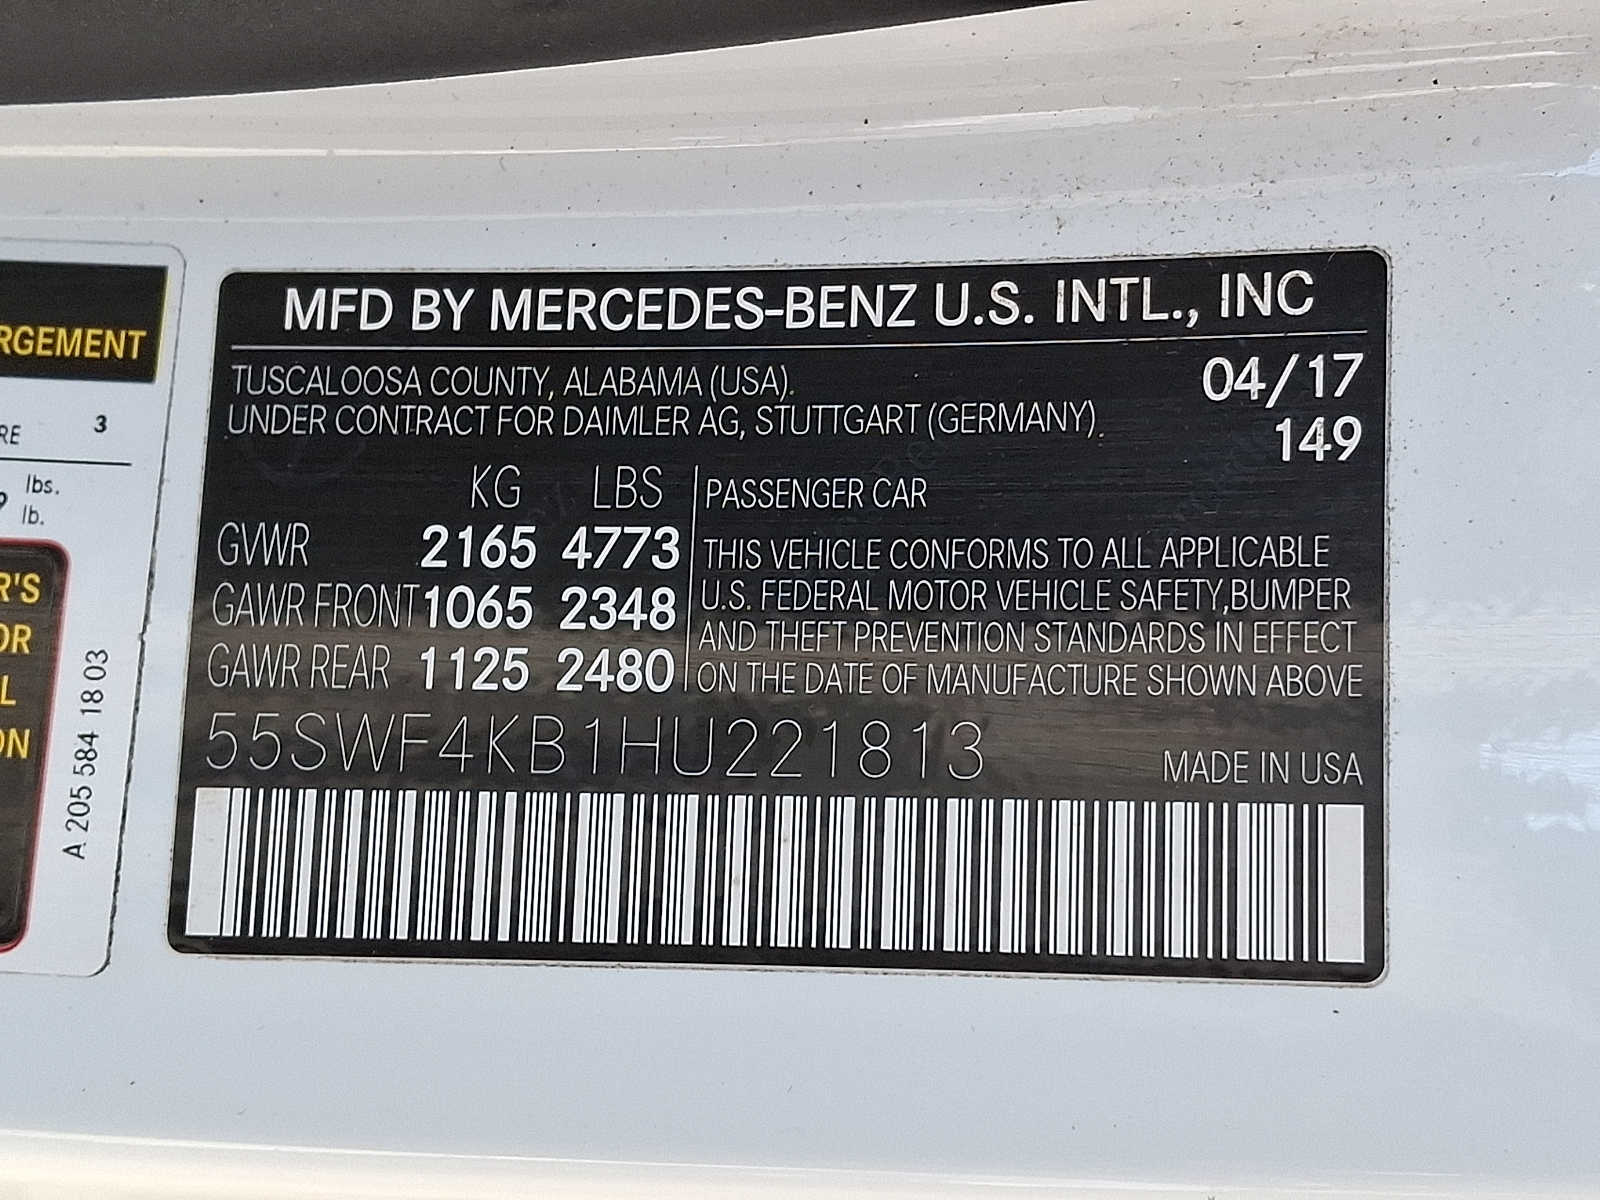 RGEMENT
RE 3
lbs.
lb.
R'S
OR
L
ON
A 205 584 18 03
MFD BY MERCEDES-BENZ U.S. INTL., INC
TUSCALOOSA COUNTY, ALABAMA (USA).
04/17
UNDER CONTRACT FOR DAIMLER AG, STUTTGART (GERMANY).
149
KG LBS
GVWR 2165 4773
GAWR FRONT 1065 2348
GAWR REAR 1125 2480
PASSENGER CAR
THIS VEHICLE CONFORMS TO ALL APPLICABLE
U.S. FEDERAL MOTOR VEHICLE SAFETY,BUMPER
AND THEFT PREVENTION STANDARDS IN EFFECT
ON THE DATE OF MANUFACTURE SHOWN ABOVE
55SWF4KB1HU221813
MADE IN USA